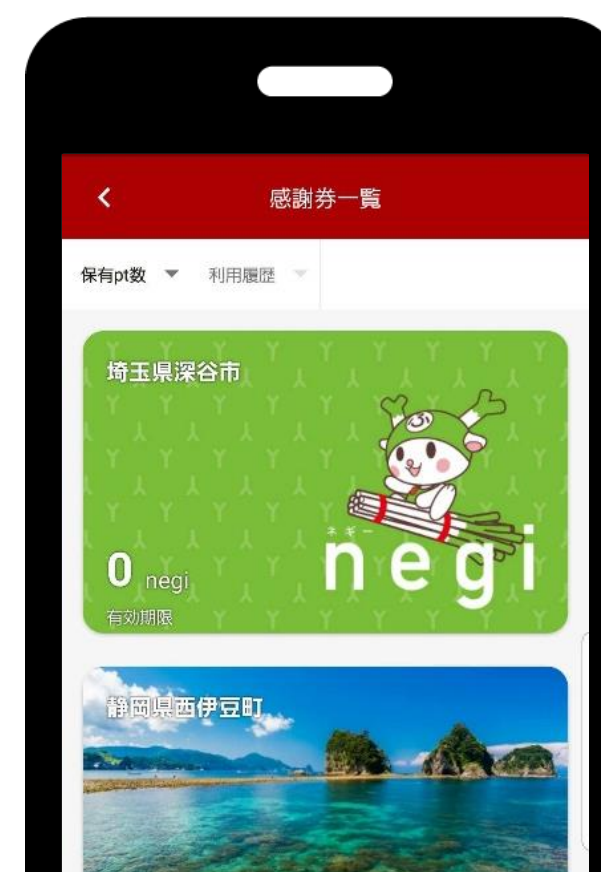 感謝券一覧
保有pt数
利用履歴
埼玉県深谷市
ふ
ネギー
negi
0 negi
有効期限
静岡県西伊豆町